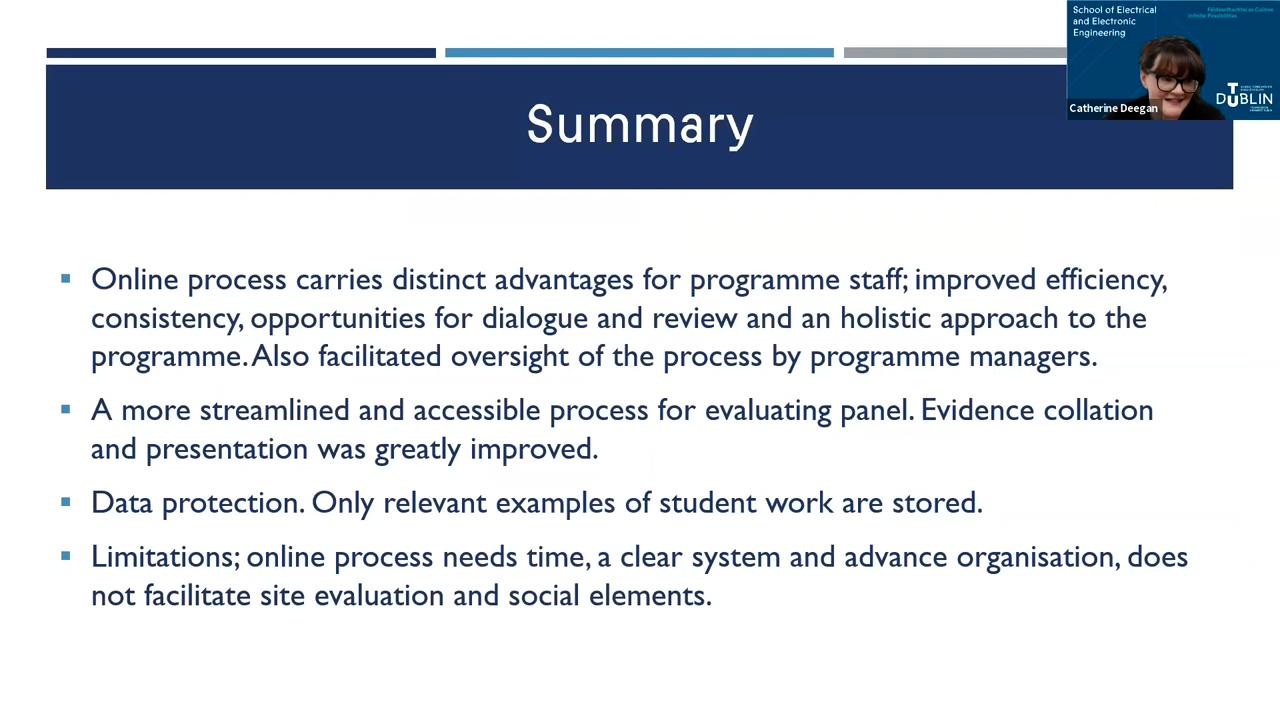 School of Electrical
and Electronic
Engineering
Infinite Possibilities
DUBLIN
Catherine Deegan
Summary
Online process carries distinct advantages for programme staff; improved efficiency,
consistency, opportunities for dialogue and review and an holistic approach to the
programme. Also facilitated oversight of the process by programme managers.
A more streamlined and accessible process for evaluating panel. Evidence collation
and presentation was greatly improved.
Data protection. Only relevant examples of student work are stored.
Limitations; online process needs time, a clear system and advance organisation, does
not facilitate site evaluation and social elements.